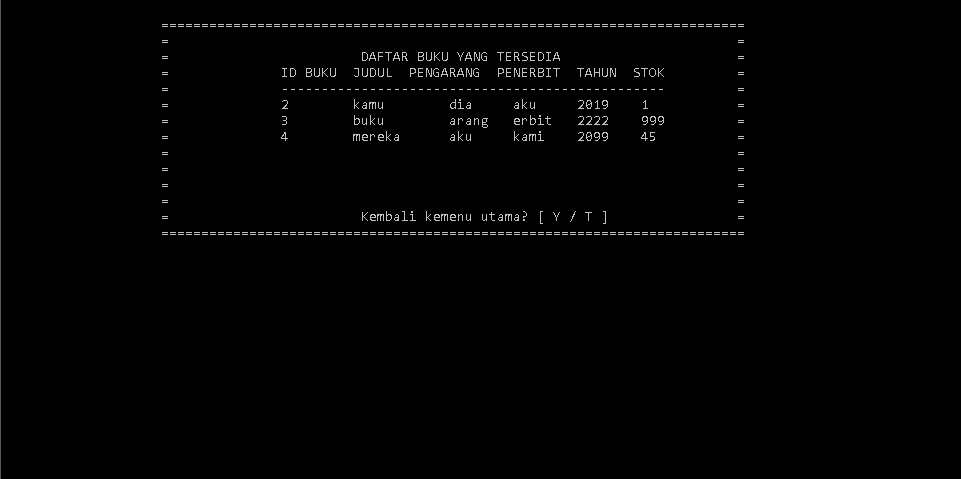 =========================================================================
= =
= DAFTAR BUKU YANG TERSEDIA =
= ID BUKU JUDUL PENGARANG PENERBIT TAHUN STOK =
= ------------------------------------------------ =
= 2 kamu dia aku 2019 1 =
= 3 buku arang erbit 2222 999 =
= 4 mereka aku kami 2099 45 =
= =
= =
= =
= =
= Kembali kemenu utama? [ Y / T ] =
=========================================================================